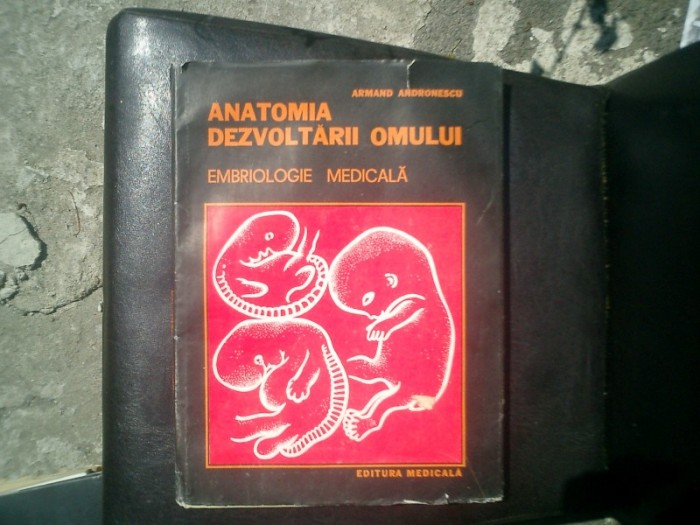 ARMAND ANDRONESCU
ANATOMIA
DEZVOLTĂRII OMULUI
EMBRIOLOGIE MEDICALĂ
EDITURA MEDICALĂ